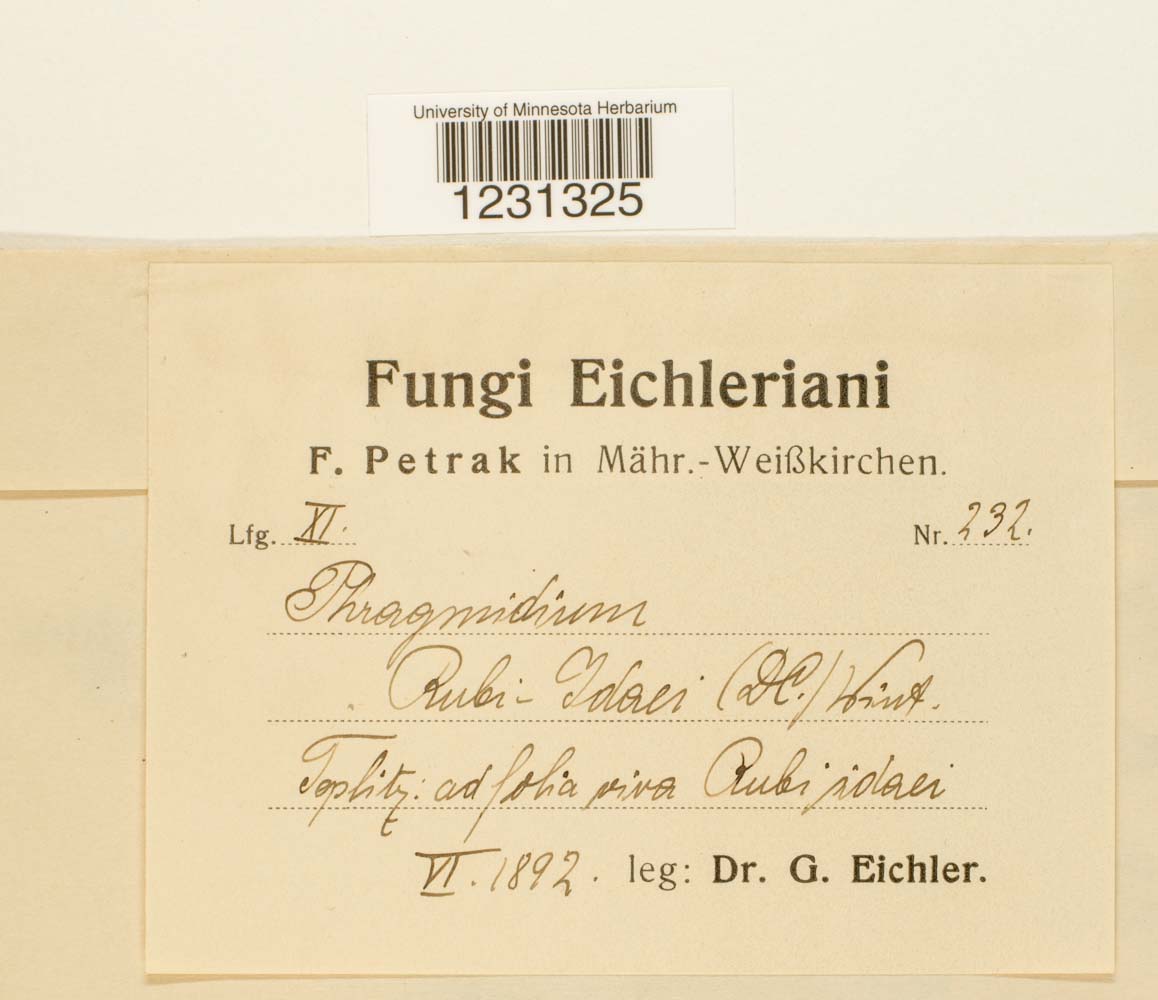 University of Minnesota Herbarium
1231325
Fungi Eichleriani
F. Petrak in Mähr.-Weißkirchen.
Lfg. XI. Nr. 232.
Phragmidium
Rubi-Idaei (DC.) Wint.
Teplitz: ad folia viva Rubi idaei
VI. 1892. leg: Dr. G. Eichler.